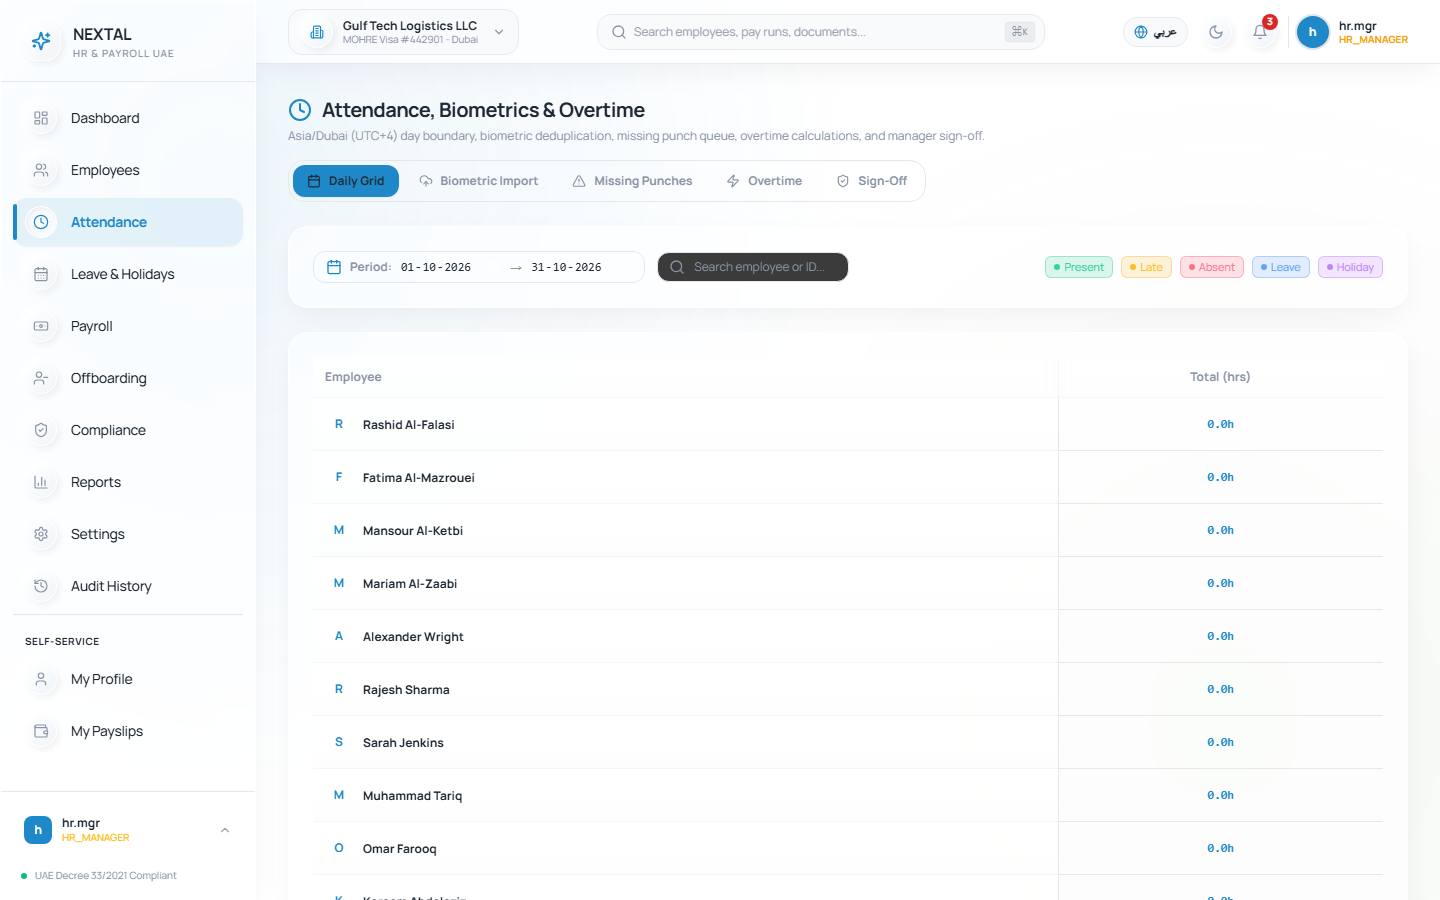 NEXTAL
HR & PAYROLL UAE
Dashboard
Employees
Attendance
Leave & Holidays
Payroll
Offboarding
Compliance
Reports
Settings
Audit History
SELF-SERVICE
My Profile
My Payslips
h
hr.mgr
HR_MANAGER
UAE Decree 33/2021 Compliant
Gulf Tech Logistics LLC
MOHRE Visa #442901 - Dubai
Search employees, pay runs, documents...
⌘K
عربي
3
h
hr.mgr
HR_MANAGER
Attendance, Biometrics & Overtime
Asia/Dubai (UTC+4) day boundary, biometric deduplication, missing punch queue, overtime calculations, and manager sign-off.
Daily Grid
Biometric Import
Missing Punches
Overtime
Sign-Off
Period: 01-10-2026 → 31-10-2026
Search employee or ID...
Present
Late
Absent
Leave
Holiday
Employee Total (hrs)
R Rashid Al-Falasi 0.0h
F Fatima Al-Mazrouei 0.0h
M Mansour Al-Ketbi 0.0h
M Mariam Al-Zaabi 0.0h
A Alexander Wright 0.0h
R Rajesh Sharma 0.0h
S Sarah Jenkins 0.0h
M Muhammad Tariq 0.0h
O Omar Farooq 0.0h